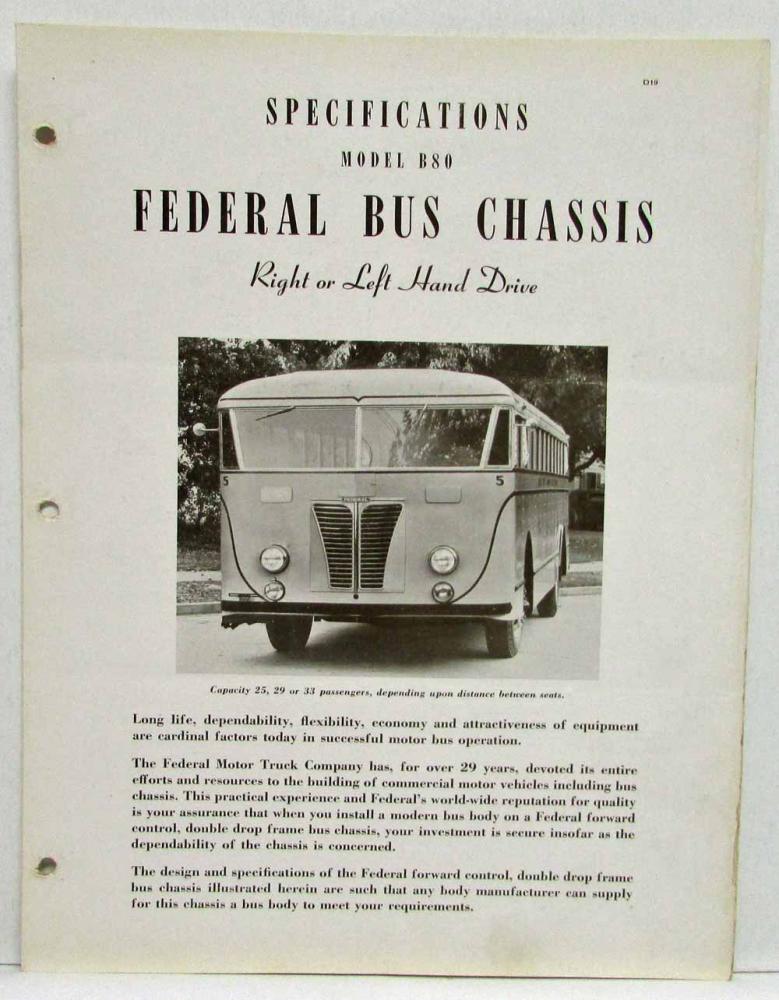 D19
SPECIFICATIONS
MODEL B80
FEDERAL BUS CHASSIS
Right or Left Hand Drive
FEDERAL
5 5
Capacity 25, 29 or 33 passengers, depending upon distance between seats.
Long life, dependability, flexibility, economy and attractiveness of equipment
are cardinal factors today in successful motor bus operation.
The Federal Motor Truck Company has, for over 29 years, devoted its entire
efforts and resources to the building of commercial motor vehicles including bus
chassis. This practical experience and Federal's world-wide reputation for quality
is your assurance that when you install a modern bus body on a Federal forward
control, double drop frame bus chassis, your investment is secure insofar as the
dependability of the chassis is concerned.
The design and specifications of the Federal forward control, double drop frame
bus chassis illustrated herein are such that any body manufacturer can supply
for this chassis a bus body to meet your requirements.